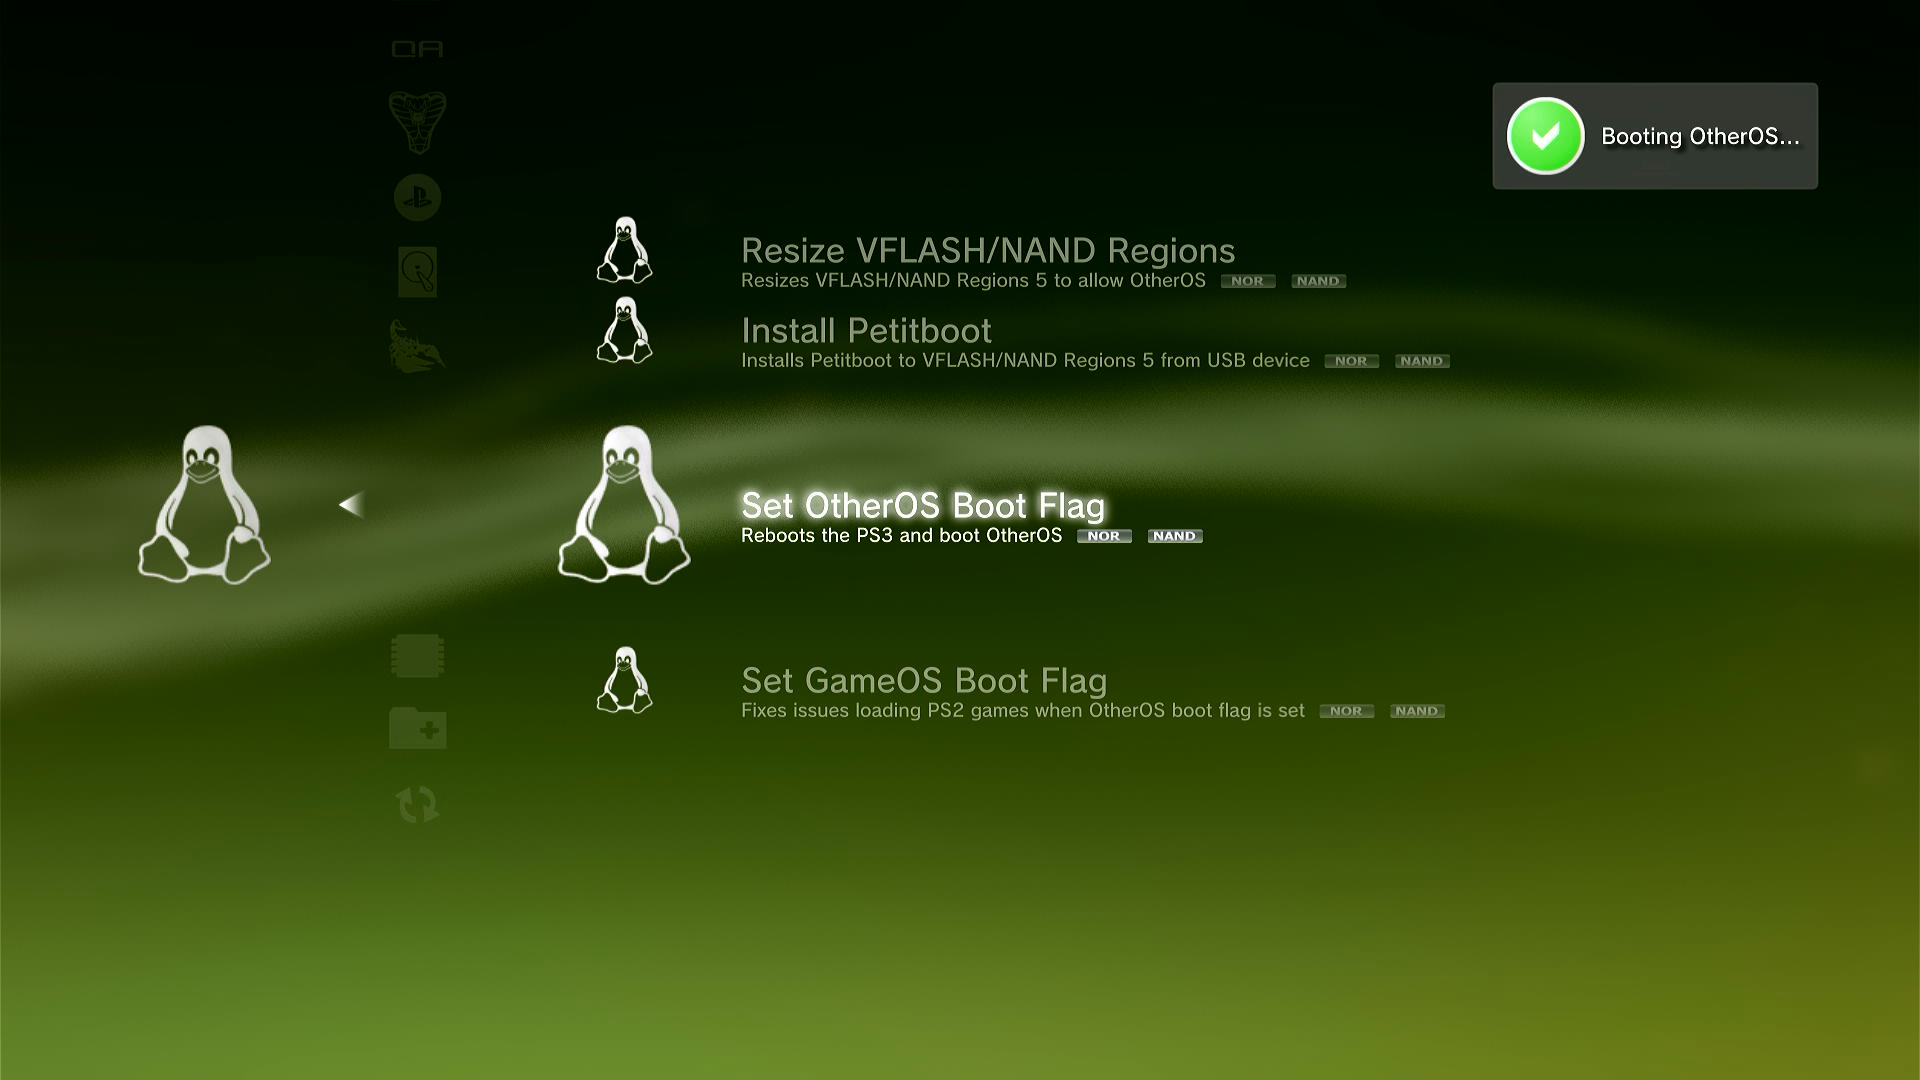 QA
Booting OtherOS...
Resize VFLASH/NAND Regions
Resizes VFLASH/NAND Regions 5 to allow OtherOS NOR NAND
Install Petitboot
Installs Petitboot to VFLASH/NAND Regions 5 from USB device NOR NAND
Set OtherOS Boot Flag
Reboots the PS3 and boot OtherOS NOR NAND
Set GameOS Boot Flag
Fixes issues loading PS2 games when OtherOS boot flag is set NOR NAND